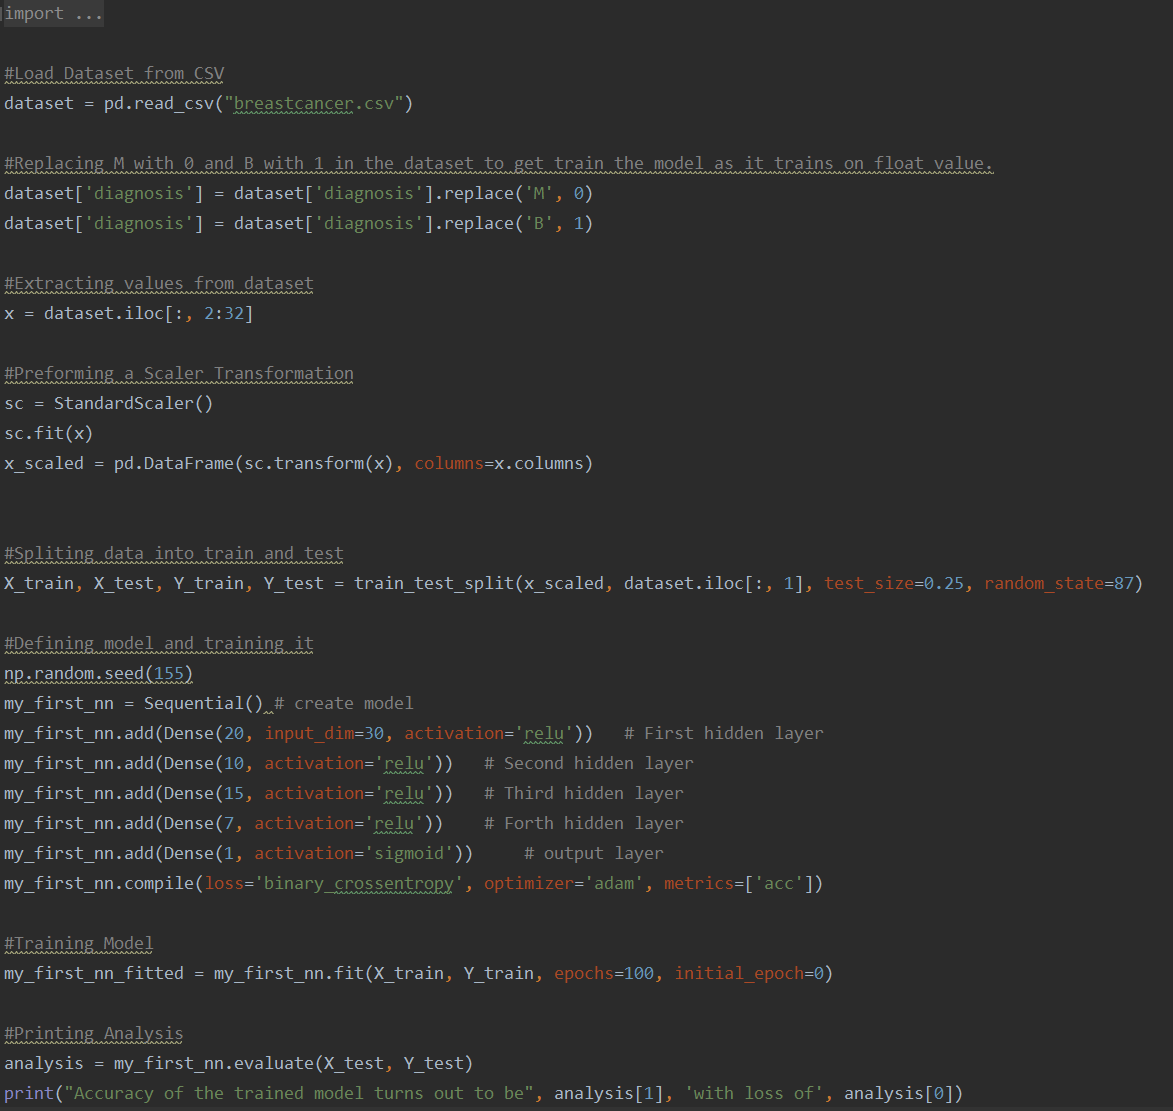 import ...
#Load Dataset from CSV
dataset = pd.read_csv("breastcancer.csv")
#Replacing M with 0 and B with 1 in the dataset to get train the model as it trains on float value.
dataset['diagnosis'] = dataset['diagnosis'].replace('M', 0)
dataset['diagnosis'] = dataset['diagnosis'].replace('B', 1)
#Extracting values from dataset
x = dataset.iloc[:, 2:32]
#Preforming a Scaler Transformation
sc = StandardScaler()
sc.fit(x)
x_scaled = pd.DataFrame(sc.transform(x), columns=x.columns)
#Spliting data into train and test
X_train, X_test, Y_train, Y_test = train_test_split(x_scaled, dataset.iloc[:, 1], test_size=0.25, random_state=87)
#Defining model and training it
np.random.seed(155)
my_first_nn = Sequential() # create model
my_first_nn.add(Dense(20, input_dim=30, activation='relu'))   # First hidden layer
my_first_nn.add(Dense(10, activation='relu'))   # Second hidden layer
my_first_nn.add(Dense(15, activation='relu'))   # Third hidden layer
my_first_nn.add(Dense(7, activation='relu'))    # Forth hidden layer
my_first_nn.add(Dense(1, activation='sigmoid'))     # output layer
my_first_nn.compile(loss='binary_crossentropy', optimizer='adam', metrics=['acc'])
#Training Model
my_first_nn_fitted = my_first_nn.fit(X_train, Y_train, epochs=100, initial_epoch=0)
#Printing Analysis
analysis = my_first_nn.evaluate(X_test, Y_test)
print("Accuracy of the trained model turns out to be", analysis[1], 'with loss of', analysis[0])